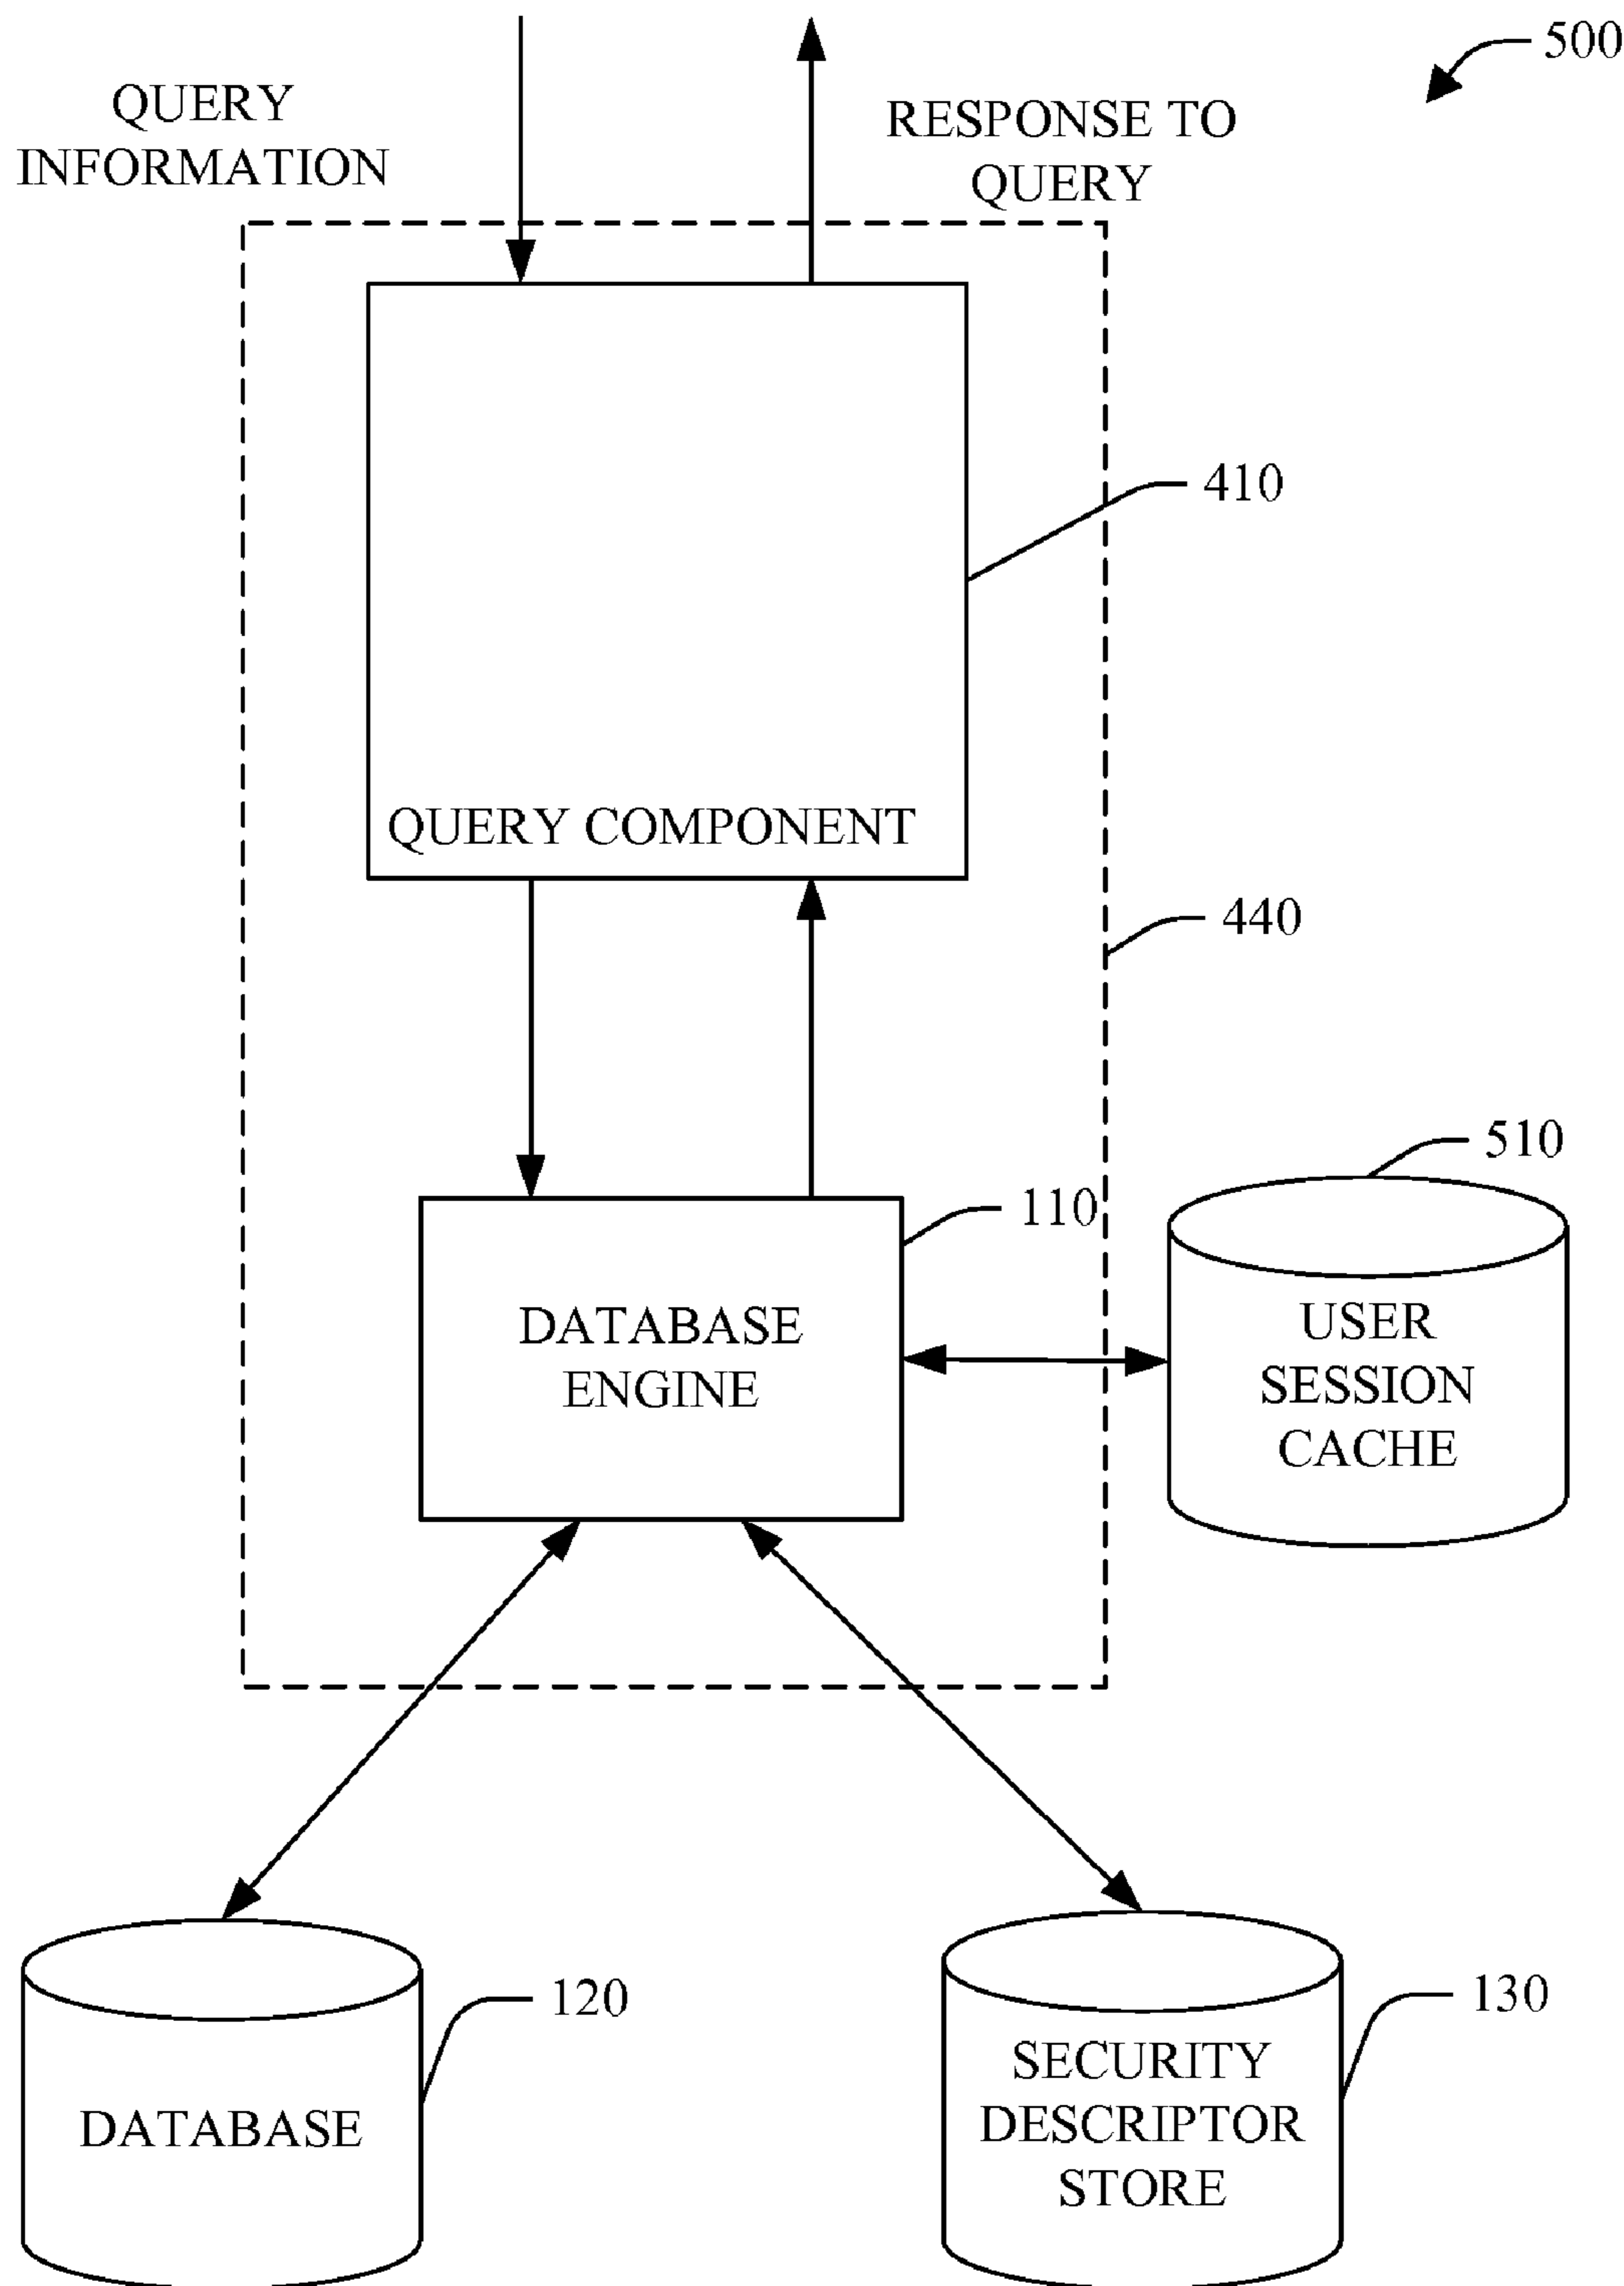 500
QUERY
INFORMATION
RESPONSE TO
QUERY
410
QUERY COMPONENT
440
510
110
DATABASE
ENGINE
USER
SESSION
CACHE
120
130
DATABASE
SECURITY
DESCRIPTOR
STORE